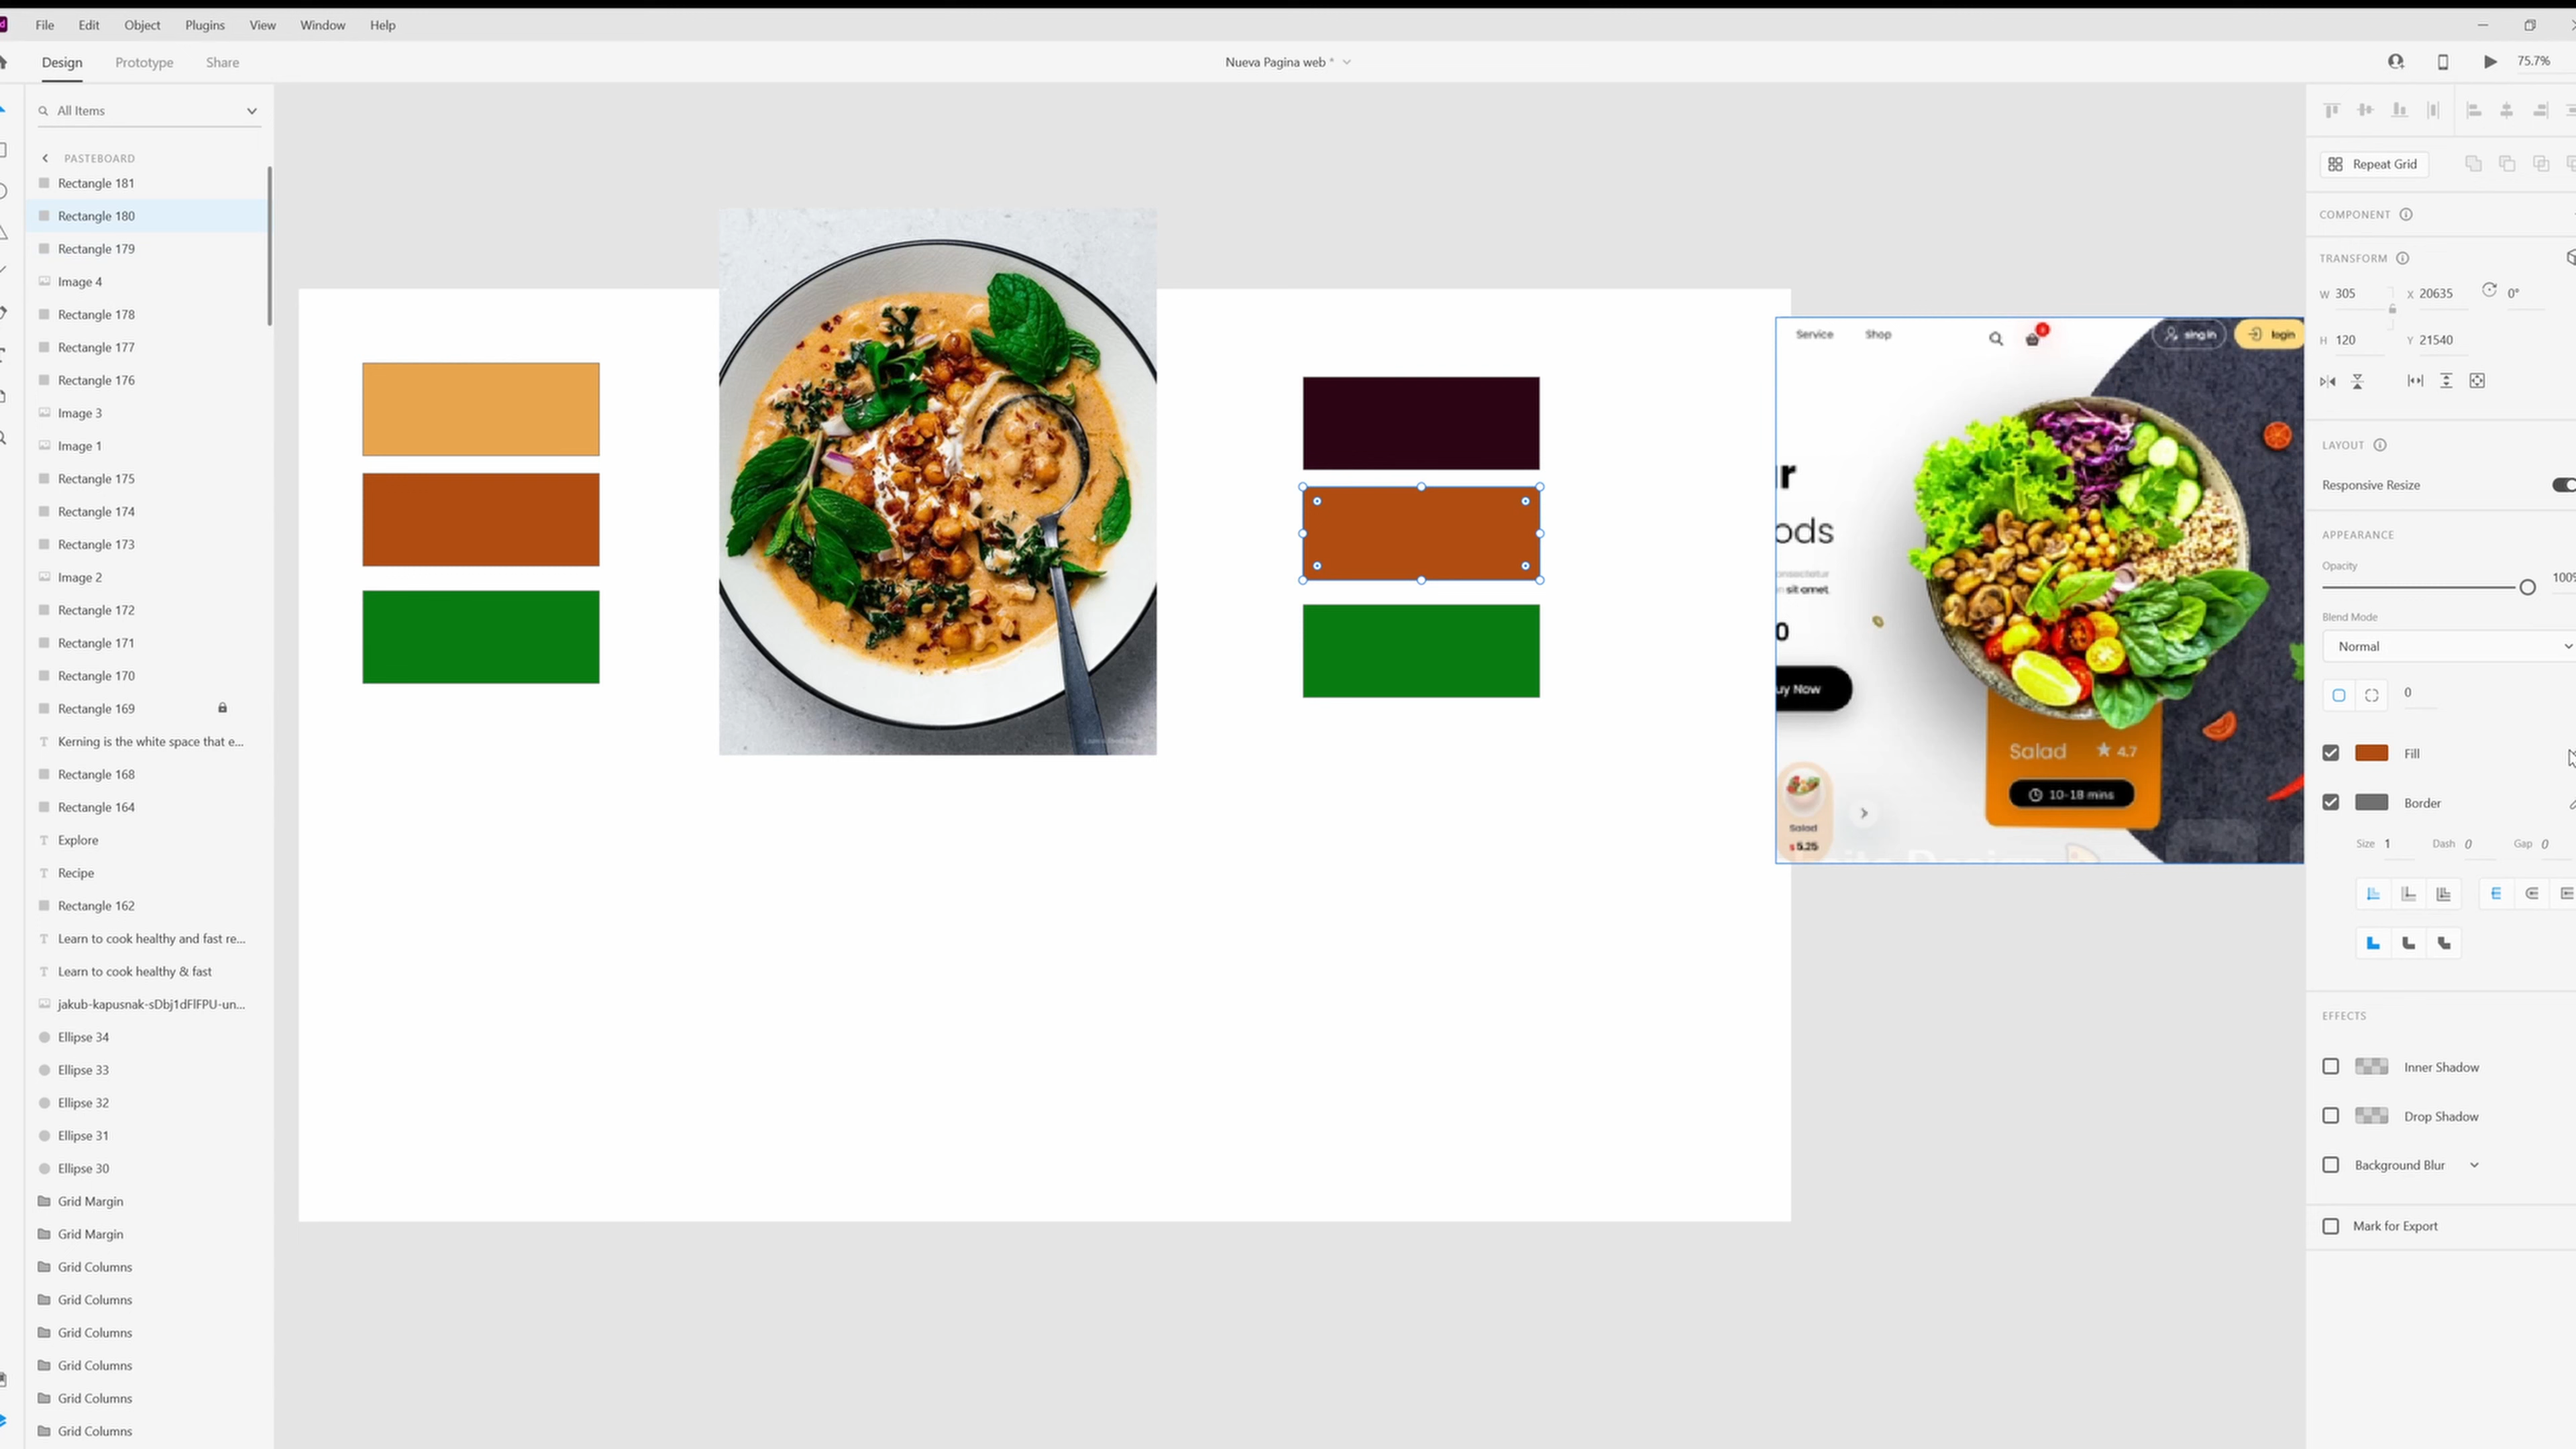 File Edit Object Plugins View Window Help
Design Prototype Share
Nueva Pagina web *
75.7%
All Items
PASTEBOARD
Rectangle 181
Rectangle 180
Rectangle 179
Image 4
Rectangle 178
Rectangle 177
Rectangle 176
Image 3
Image 1
Rectangle 175
Rectangle 174
Rectangle 173
Image 2
Rectangle 172
Rectangle 171
Rectangle 170
Rectangle 169
Kerning is the white space that e...
Rectangle 168
Rectangle 164
Explore
Recipe
Rectangle 162
Learn to cook healthy and fast re...
Learn to cook healthy & fast
jakub-kapusnak-sDbj1dFlFPU-un...
Ellipse 34
Ellipse 33
Ellipse 32
Ellipse 31
Ellipse 30
Grid Margin
Grid Margin
Grid Columns
Grid Columns
Grid Columns
Grid Columns
Grid Columns
Grid Columns
Service Shop
sing in
login
r
ods
onsectetur
sit amet.
0
uy Now
Salad 4.7
10-18 mins
Salad
$ 5.25
Repeat Grid
COMPONENT
TRANSFORM
W 305 X 20635 0°
H 120 Y 21540
LAYOUT
Responsive Resize
APPEARANCE
Opacity
100%
Blend Mode
Normal
0
Fill
Border
Size 1 Dash 0 Gap 0
EFFECTS
Inner Shadow
Drop Shadow
Background Blur
Mark for Export